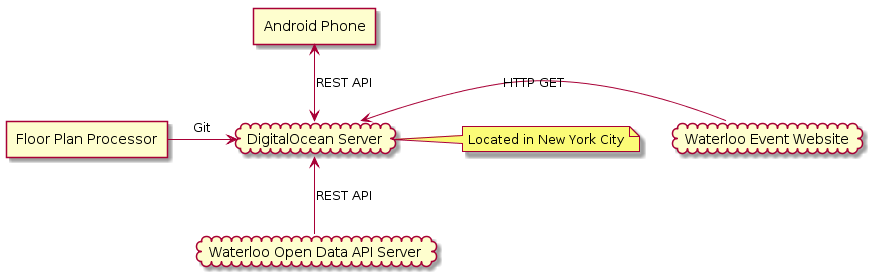 Android Phone
REST API
HTTP GET
Floor Plan Processor
Git
DigitalOcean Server
Located in New York City
Waterloo Event Website
REST API
Waterloo Open Data API Server